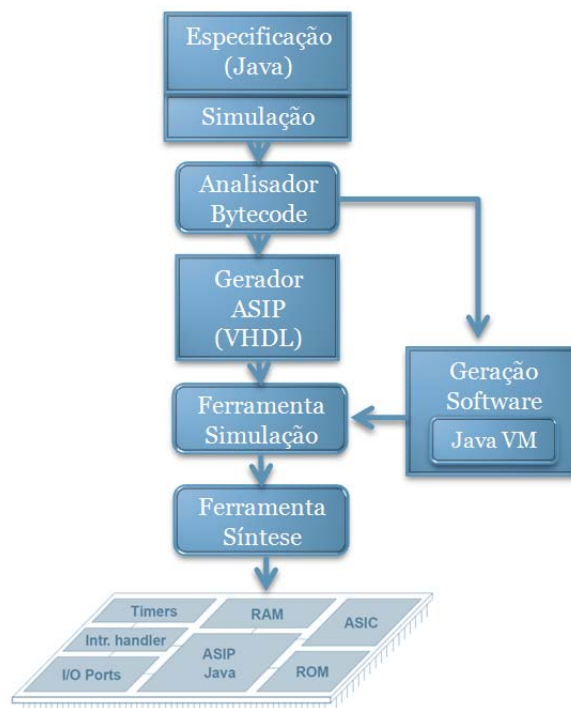 Especificação
(Java)
Simulação
Analisador
Bytecode
Gerador
ASIP
(VHDL)
Geração
Software
Java VM
Ferramenta
Simulação
Ferramenta
Síntese
Timers
RAM
ASIC
Intr. handler
ASIP
Java
I/O Ports
ROM